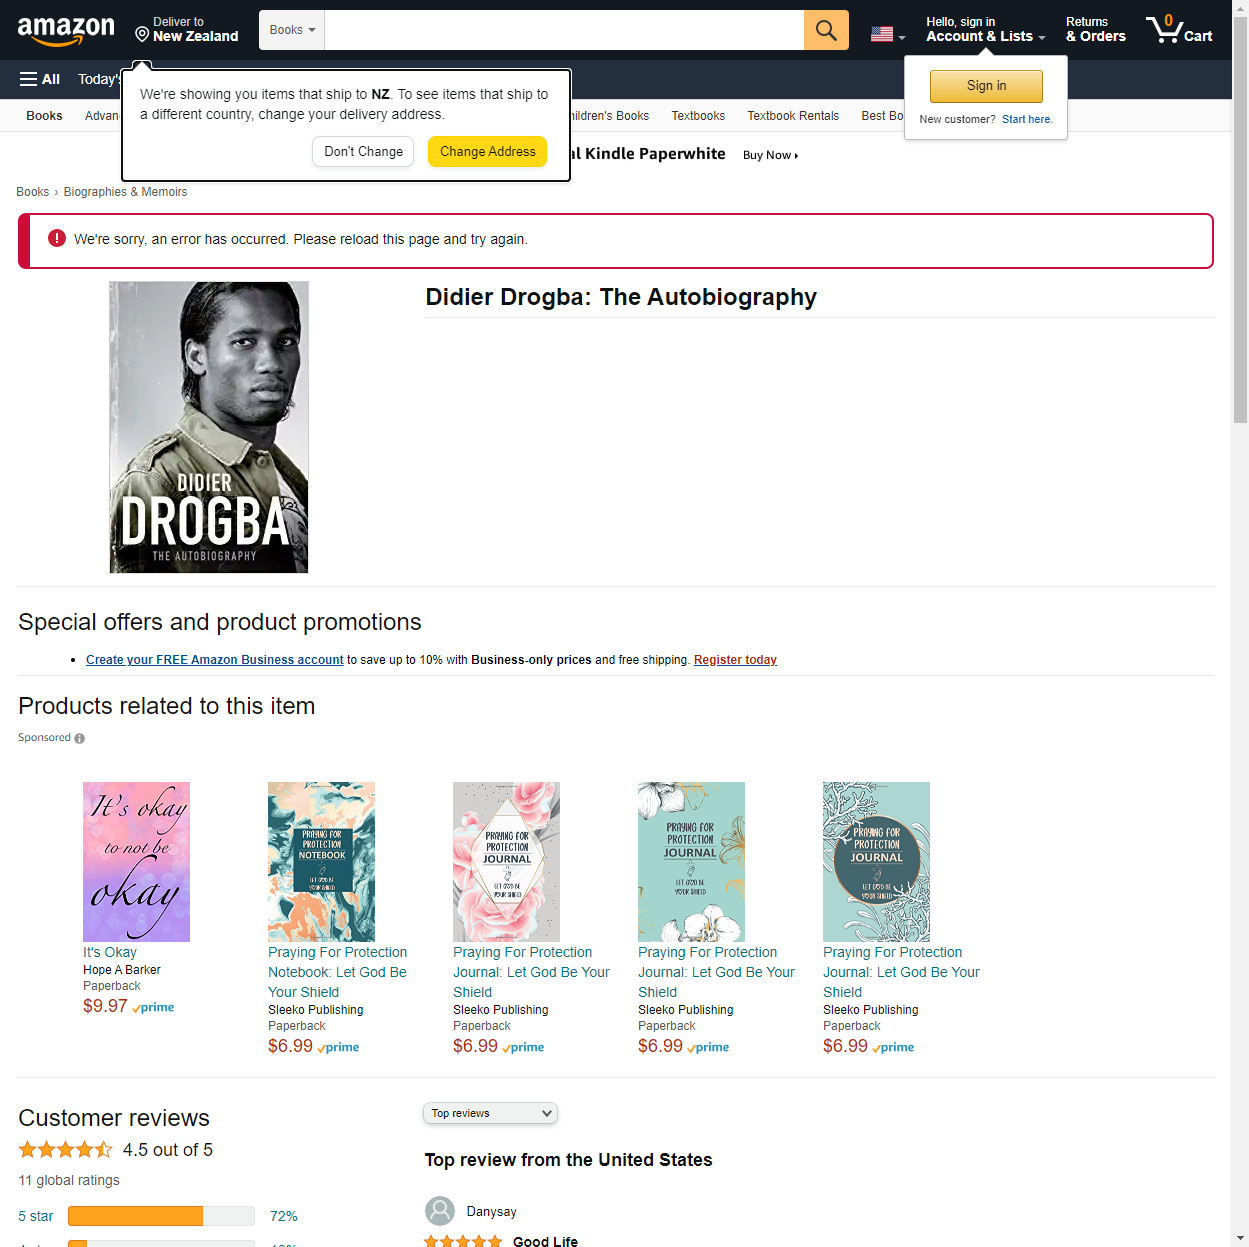 amazon
Deliver to
New Zealand
Books
Hello, sign in
Account & Lists
Returns
& Orders
0
Cart
All
Today's
We're showing you items that ship to NZ. To see items that ship to
a different country, change your delivery address.
Don't Change
Change Address
Sign in
New customer? Start here.
Books
Textbooks
Textbook Rentals
Kindle Paperwhite
Buy Now
Books › Biographies & Memoirs
We're sorry, an error has occurred. Please reload this page and try again.
Didier Drogba: The Autobiography
DIDIER
DROGBA
THE AUTOBIOGRAPHY
Special offers and product promotions
Create your FREE Amazon Business account to save up to 10% with Business-only prices and free shipping. Register today
Products related to this item
Sponsored
It's okay
to not be
okay
PRAYING FOR
PROTECTION
NOTEBOOK
LET GOD BE
YOUR SHIELD
PRAYING FOR
PROTECTION
JOURNAL
LET GOD BE
YOUR SHIELD
PRAYING FOR
PROTECTION
JOURNAL
LET GOD BE
YOUR SHIELD
PRAYING FOR
PROTECTION
JOURNAL
LET GOD BE
YOUR SHIELD
It's Okay
Hope A Barker
Paperback
$9.97 prime
Praying For Protection
Notebook: Let God Be
Your Shield
Sleeko Publishing
Paperback
$6.99 prime
Praying For Protection
Journal: Let God Be Your
Shield
Sleeko Publishing
Paperback
$6.99 prime
Praying For Protection
Journal: Let God Be Your
Shield
Sleeko Publishing
Paperback
$6.99 prime
Praying For Protection
Journal: Let God Be Your
Shield
Sleeko Publishing
Paperback
$6.99 prime
Customer reviews
4.5 out of 5
11 global ratings
5 star 72%
Top reviews
Top review from the United States
Danysay
Good Life